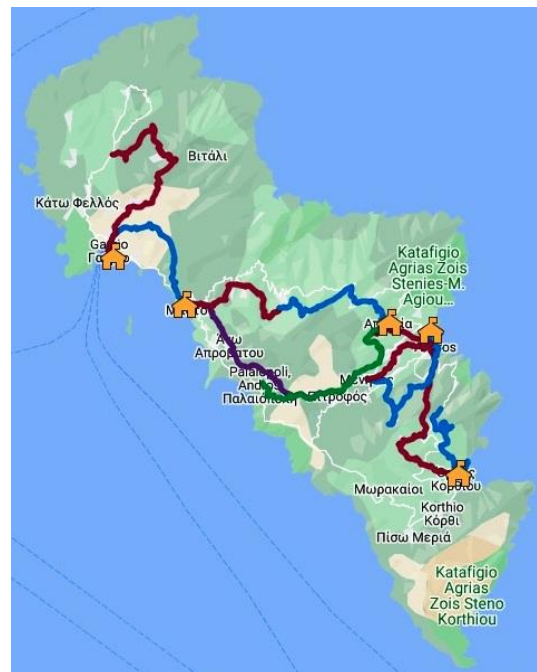 Βιτάλι
Κάτω Φελλός
Katafigio
Agrias Zois
Stenies-M.
Agiou...
Άνω
Απροβάτου
Palaiopoli,
Andros
Παλαιόπολη
Πιτροφός
Μωρακαίοι
Κορθίου
Korthio
Κόρθι
Πίσω Μεριά
Katafigio
Agrias
Zois Steno
Korthiou